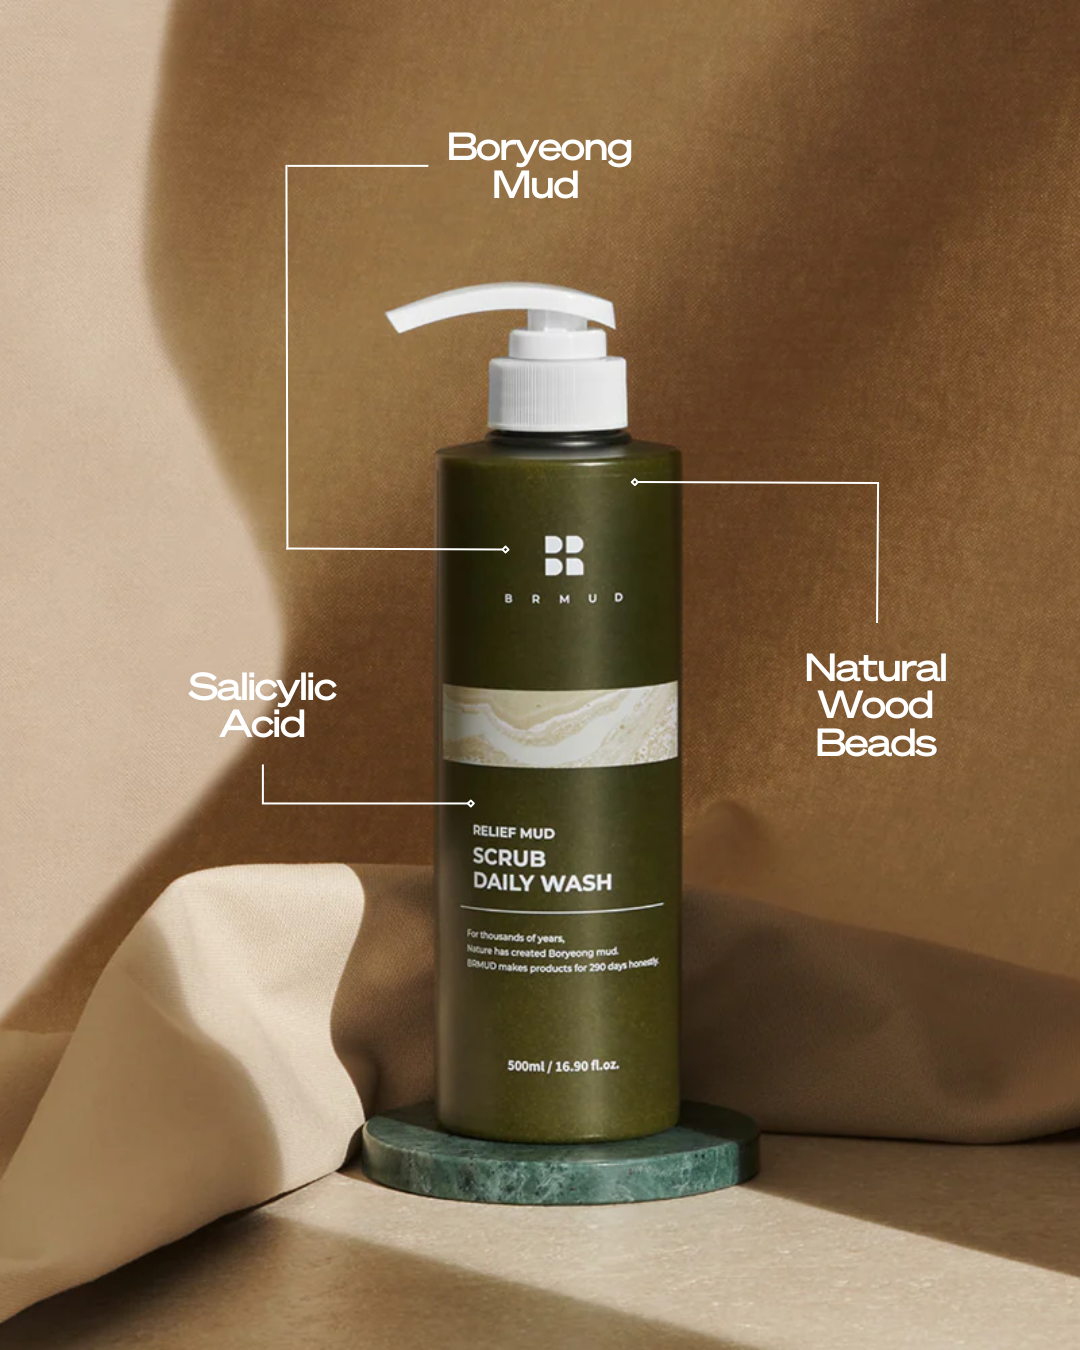 Boryeong
Mud
B R M U D
Salicylic
Acid
Natural
Wood
Beads
RELIEF MUD
SCRUB
DAILY WASH
For thousands of years,
Nature has created Boryeong mud.
BRMUD makes products for 290 days honestly.
500ml / 16.90 fl.oz.